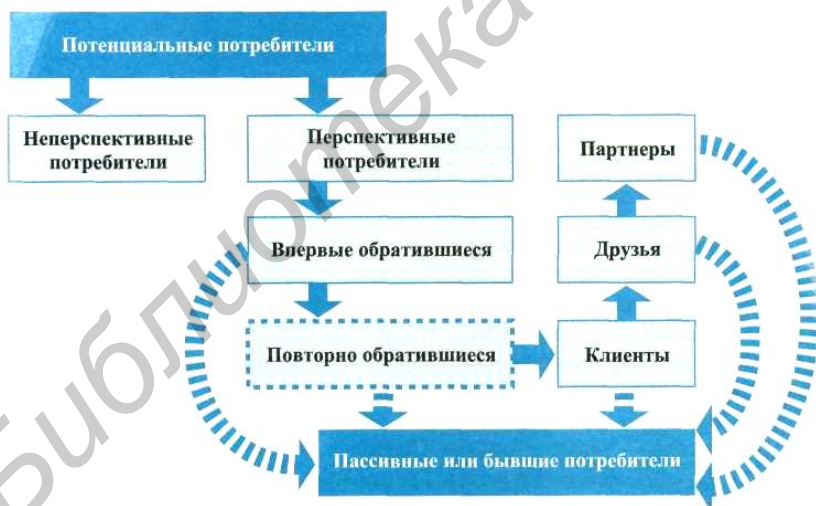 Потенциальные потребители
Неперспективные
потребители
Перспективные
потребители
Партнеры
Впервые обратившиеся
Друзья
Повторно обратившиеся
Клиенты
Пассивные или бывшие потребители
Библиотека